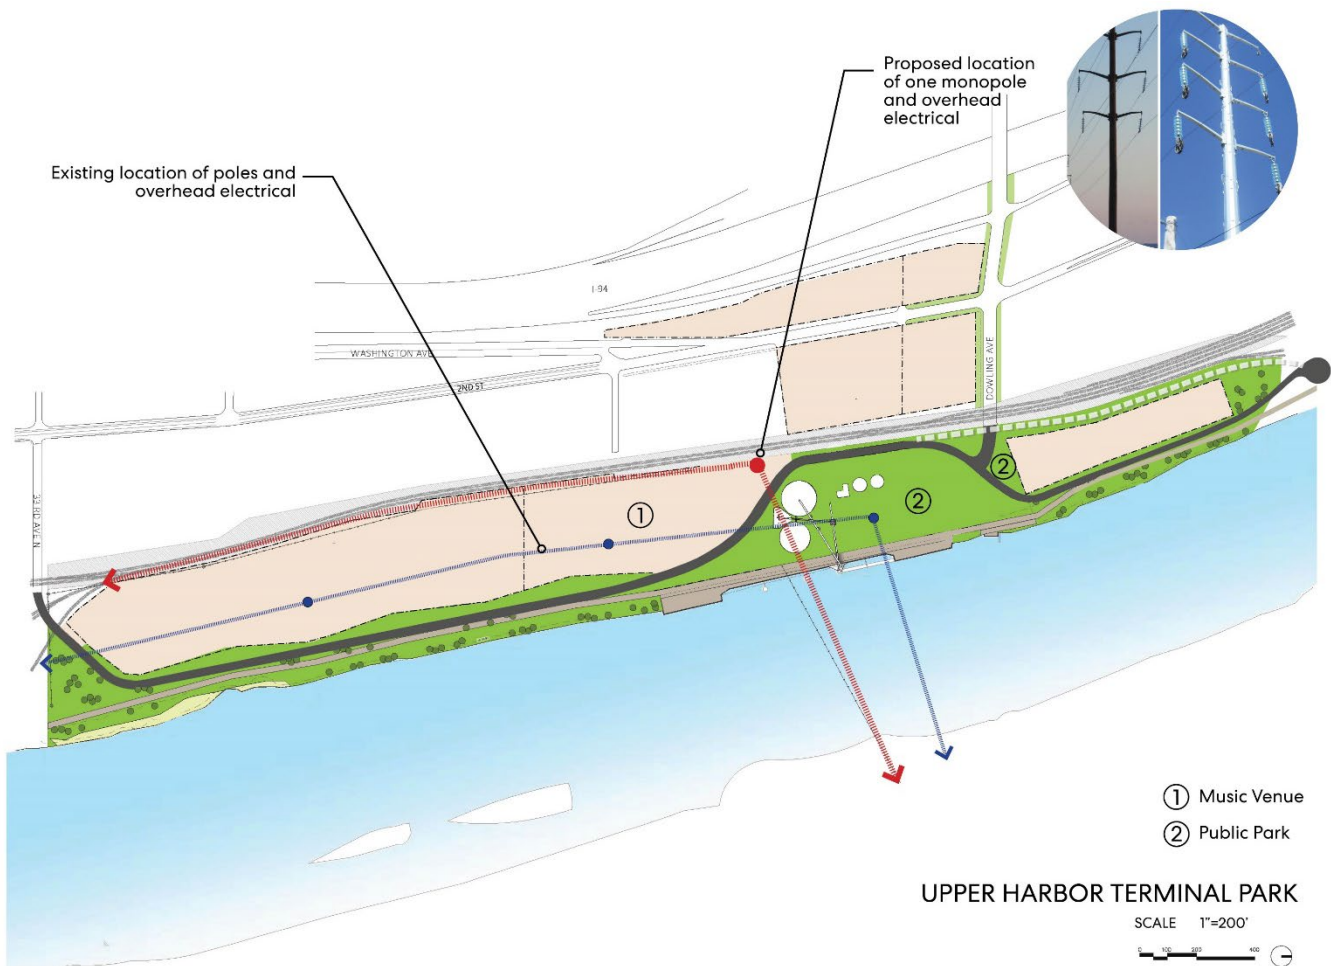 Proposed location
of one monopole
and overhead
electrical
Existing location of poles and
overhead electrical
I-94
WASHINGTON AVE
2ND ST
DOWLING AVE
33RD AVE N
1
2
2
1 Music Venue
2 Public Park
UPPER HARBOR TERMINAL PARK
SCALE 1"=200'
0 100 200 400